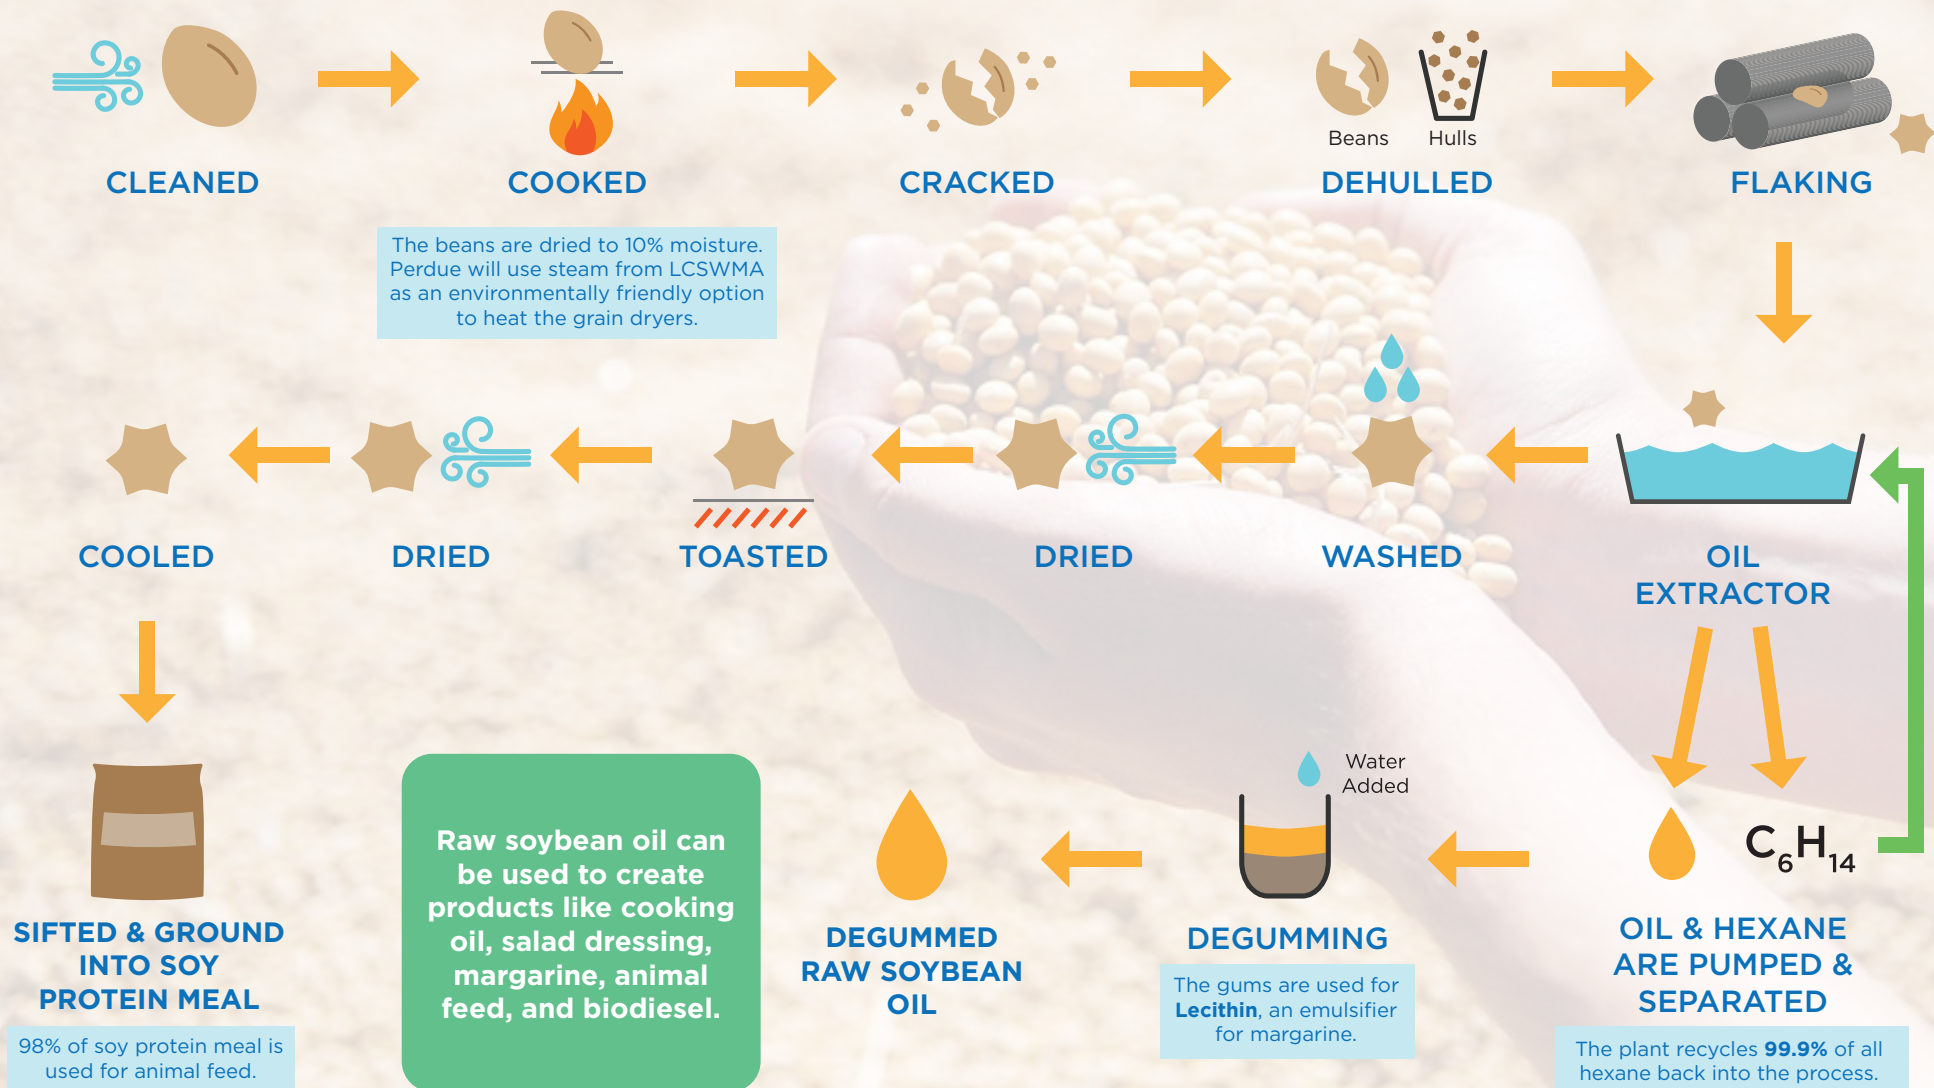 Beans Hulls
CLEANED
COOKED
CRACKED
DEHULLED
FLAKING
The beans are dried to 10% moisture.
Perdue will use steam from LCSWMA
as an environmentally friendly option
to heat the grain dryers.
COOLED
DRIED
TOASTED
DRIED
WASHED
OIL
EXTRACTOR
Water
Added
C₆H₁₄
SIFTED & GROUND
INTO SOY
PROTEIN MEAL
98% of soy protein meal is
used for animal feed.
Raw soybean oil can
be used to create
products like cooking
oil, salad dressing,
margarine, animal
feed, and biodiesel.
DEGUMMED
RAW SOYBEAN
OIL
DEGUMMING
The gums are used for
Lecithin, an emulsifier
for margarine.
OIL & HEXANE
ARE PUMPED &
SEPARATED
The plant recycles 99.9% of all
hexane back into the process.